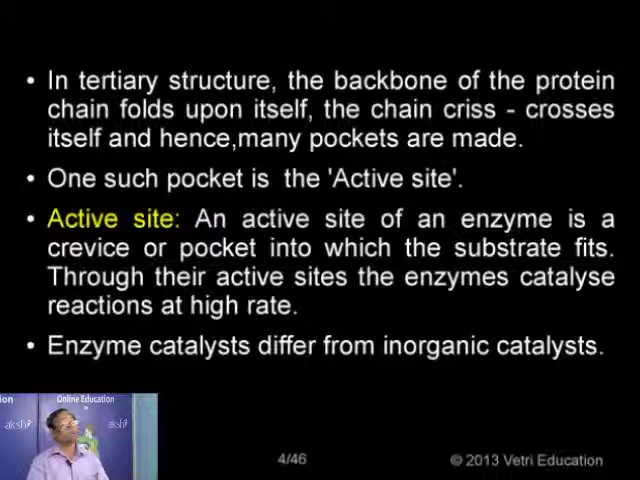 • In tertiary structure, the backbone of the protein
chain folds upon itself, the chain criss - crosses
itself and hence,many pockets are made.
• One such pocket is the 'Active site'.
• Active site: An active site of an enzyme is a
crevice or pocket into which the substrate fits.
Through their active sites the enzymes catalyse
reactions at high rate.
• Enzyme catalysts differ from inorganic catalysts.
Online Education
4/46
© 2013 Vetri Education